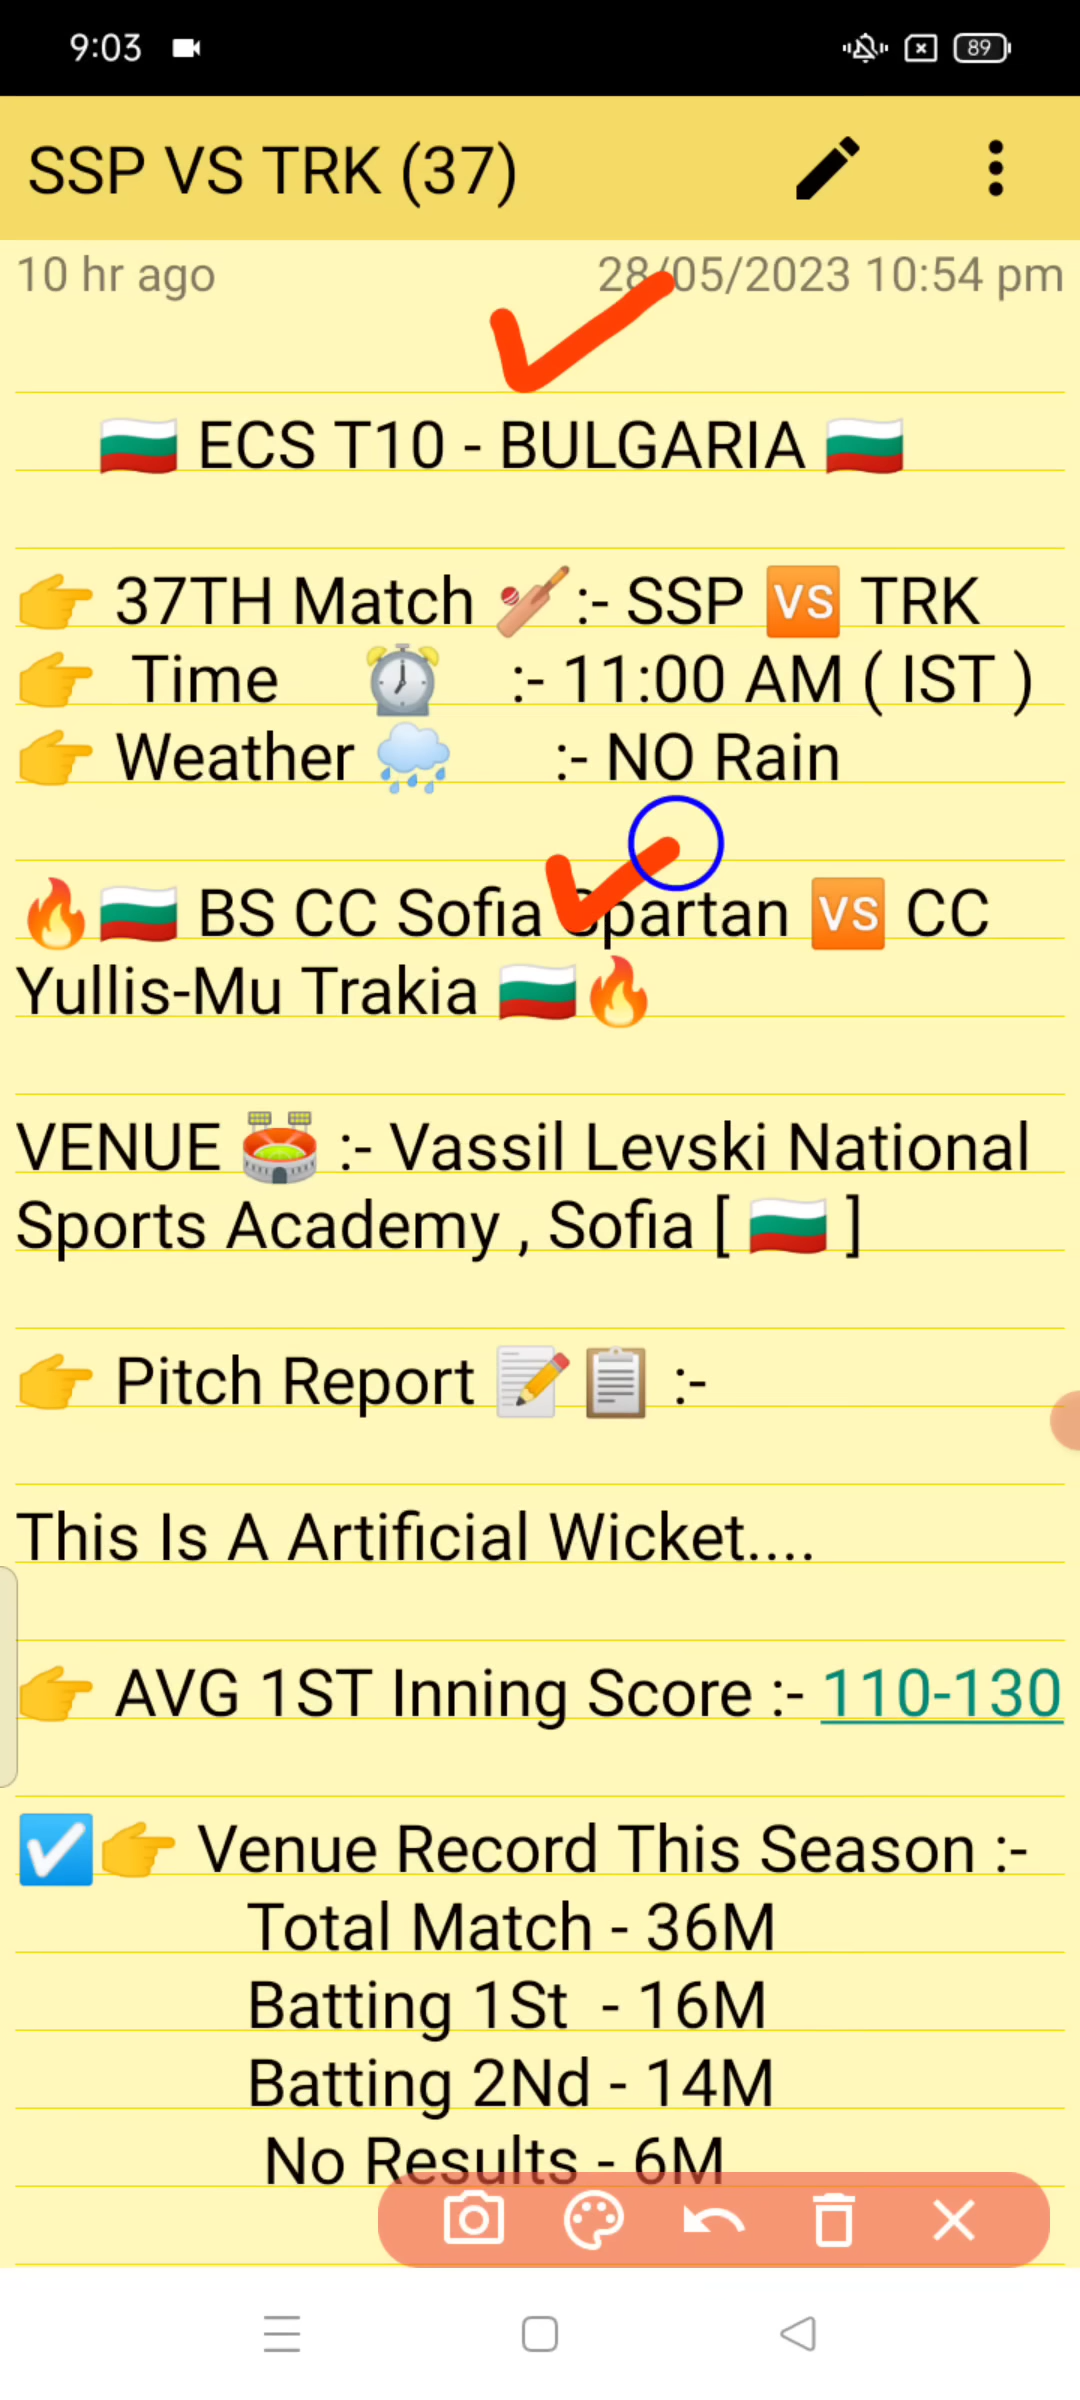 9:03
89
SSP VS TRK (37)
10 hr ago 28/05/2023 10:54 pm
🇧🇬 ECS T10 - BULGARIA 🇧🇬
👉 37TH Match 🏏:- SSP 🆚 TRK
👉 Time ⏰ :- 11:00 AM ( IST )
👉 Weather 🌧️ :- NO Rain
🔥🇧🇬 BS CC Sofia Spartan 🆚 CC
Yullis-Mu Trakia 🇧🇬🔥
VENUE 🏟️ :- Vassil Levski National
Sports Academy , Sofia [ 🇧🇬 ]
👉 Pitch Report 📝📋 :-
This Is A Artificial Wicket....
👉 AVG 1ST Inning Score :- 110-130
☑️👉 Venue Record This Season :-
Total Match - 36M
Batting 1St - 16M
Batting 2Nd - 14M
No Results - 6M